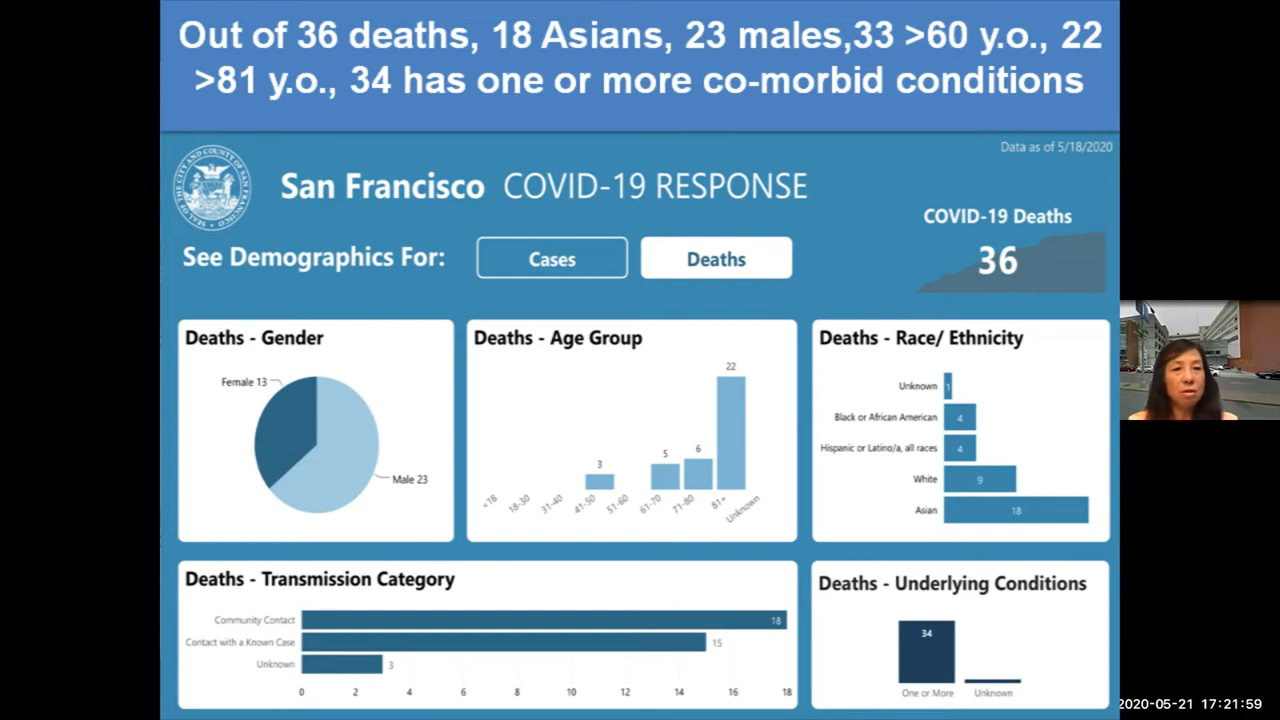 Out of 36 deaths, 18 Asians, 23 males,33 >60 y.o., 22
>81 y.o., 34 has one or more co-morbid conditions
Data as of 5/18/2020
San Francisco COVID-19 RESPONSE
COVID-19 Deaths
36
See Demographics For:
Cases
Deaths
Deaths - Gender
Female 13
Male 23
Deaths - Age Group
22
3
5
6
<18
18-30
31-40
41-50
51-60
61-70
71-80
81+
Unknown
Deaths - Race/ Ethnicity
Unknown 1
Black or African American 4
Hispanic or Latino/a, all races 4
White 9
Asian 18
Deaths - Transmission Category
Community Contact 18
Contact with a Known Case 15
Unknown 3
0 2 4 6 8 10 12 14 16 18
Deaths - Underlying Conditions
34
One or More
Unknown
2020-05-21 17:21:59